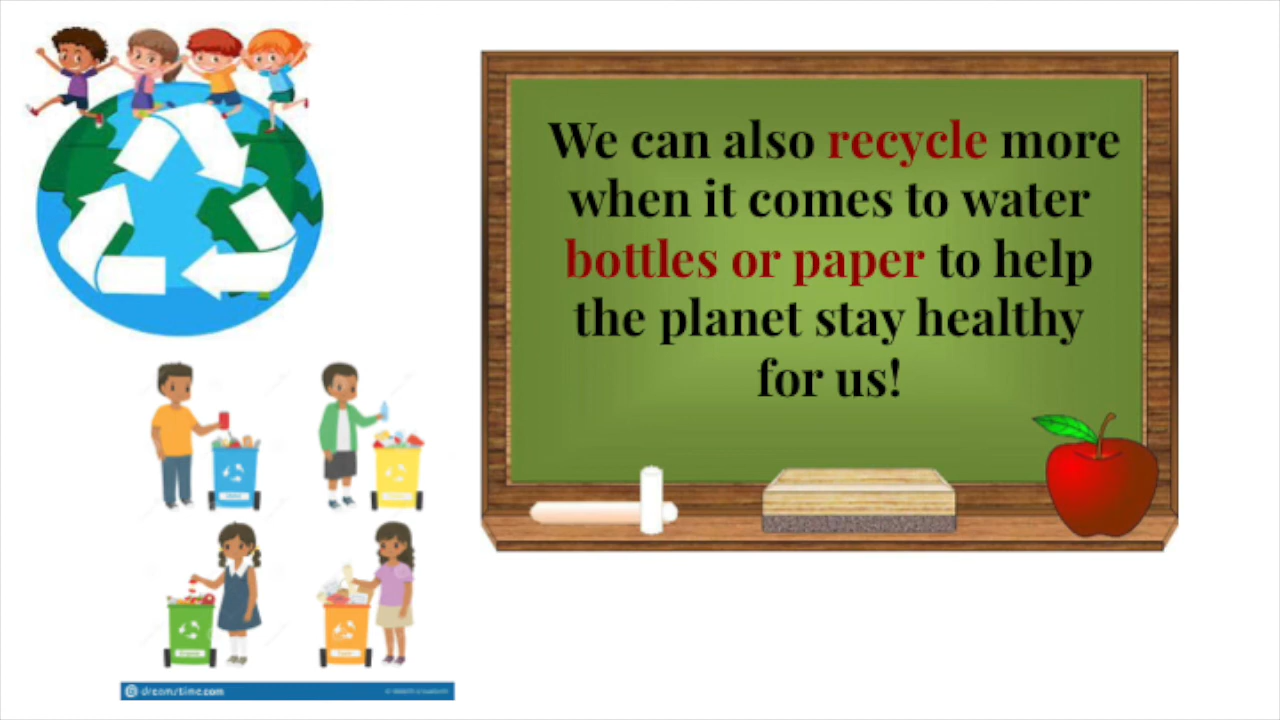 We can also recycle more
when it comes to water
bottles or paper to help
the planet stay healthy
for us!
dreamstime.com